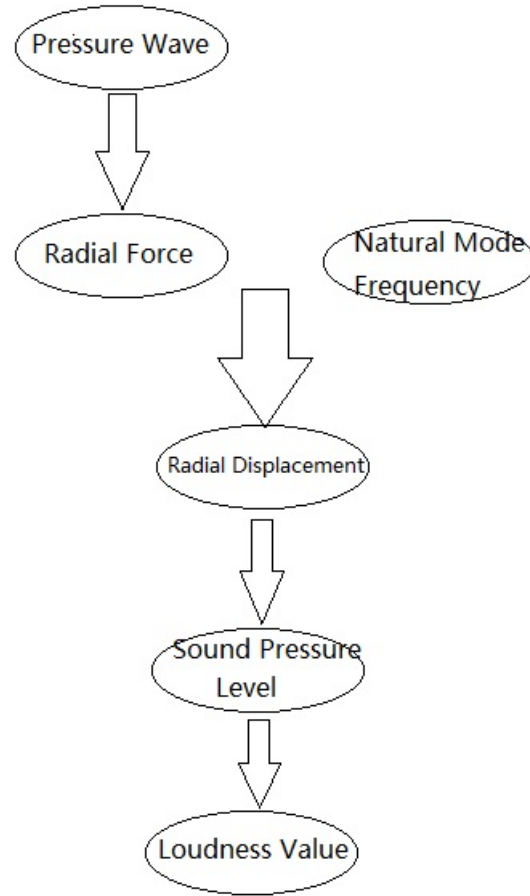 Pressure Wave
Radial Force
Natural Mode
Frequency
Radial Displacement
Sound Pressure
Level
Loudness Value